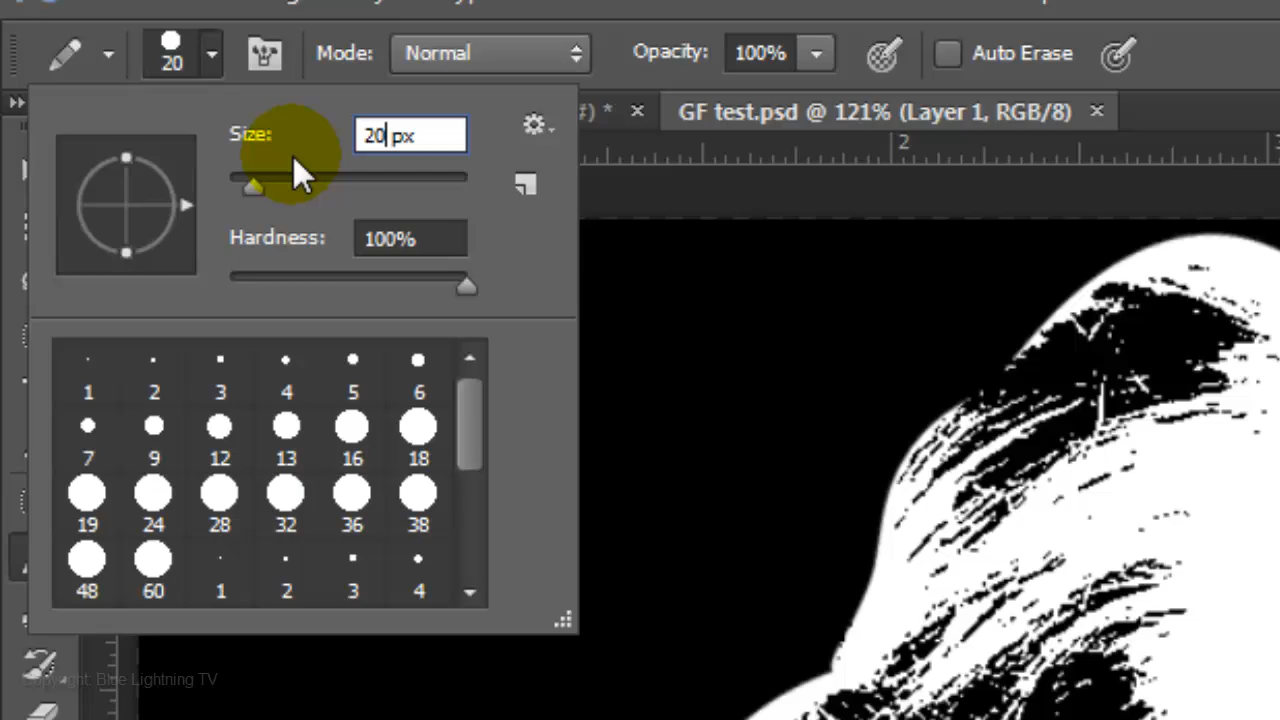 20 Mode: Normal Opacity: 100% Auto Erase
#) * × GF test.psd @ 121% (Layer 1, RGB/8) ×
Size: 20 px
2
Hardness: 100%
1 2 3 4 5 6
7 9 12 13 16 18
19 24 28 32 36 38
48 60 1 2 3 4
Copyright: Blue Lightning TV